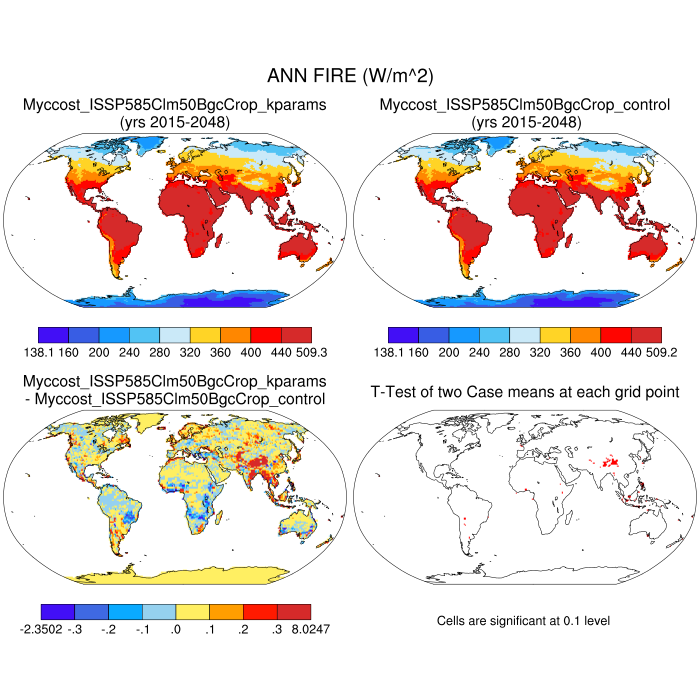 ANN FIRE (W/m^2)
Myccost_ISSP585Clm50BgcCrop_kparams
(yrs 2015-2048)
Myccost_ISSP585Clm50BgcCrop_control
(yrs 2015-2048)
138.1 160 200 240 280 320 360 400 440 509.3
138.1 160 200 240 280 320 360 400 440 509.3
Myccost_ISSP585Clm50BgcCrop_kparams
- Myccost_ISSP585Clm50BgcCrop_control
T-Test of two Case means at each grid point
-2.3502 -.3 -.2 -.1 .0 .1 .2 .3 8.0247
Cells are significant at 0.1 level